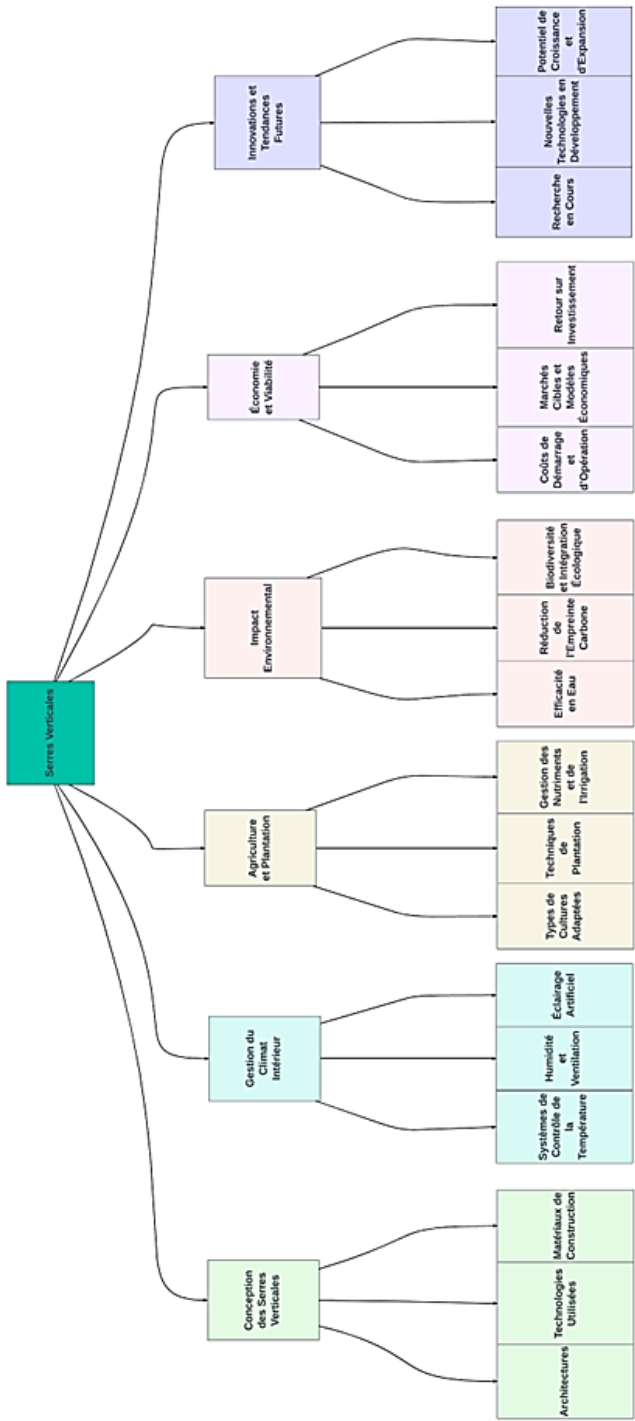 Serres Verticales
Conception
des Serres
Verticales
Gestion du
Climat
Intérieur
Agriculture
et Plantation
Impact
Environnemental
Économie
et Viabilité
Innovations et
Tendances
Futures
Architectures
Technologies
Utilisées
Matériaux de
Construction
Systèmes de
Contrôle de
la
Température
Humidité
et
Ventilation
Éclairage
Artificiel
Types de
Cultures
Adaptées
Techniques
de
Plantation
Gestion des
Nutriments
et de
l'Irrigation
Efficacité
en Eau
Réduction
de
l'Empreinte
Carbone
Biodiversité
et Intégration
Écologique
Coûts de
Démarrage
et
d'Opération
Marchés
Cibles et
Modèles
Économiques
Retour sur
Investissement
Recherche
en Cours
Nouvelles
Technologies en
Développement
Potentiel de
Croissance
et
d'Expansion